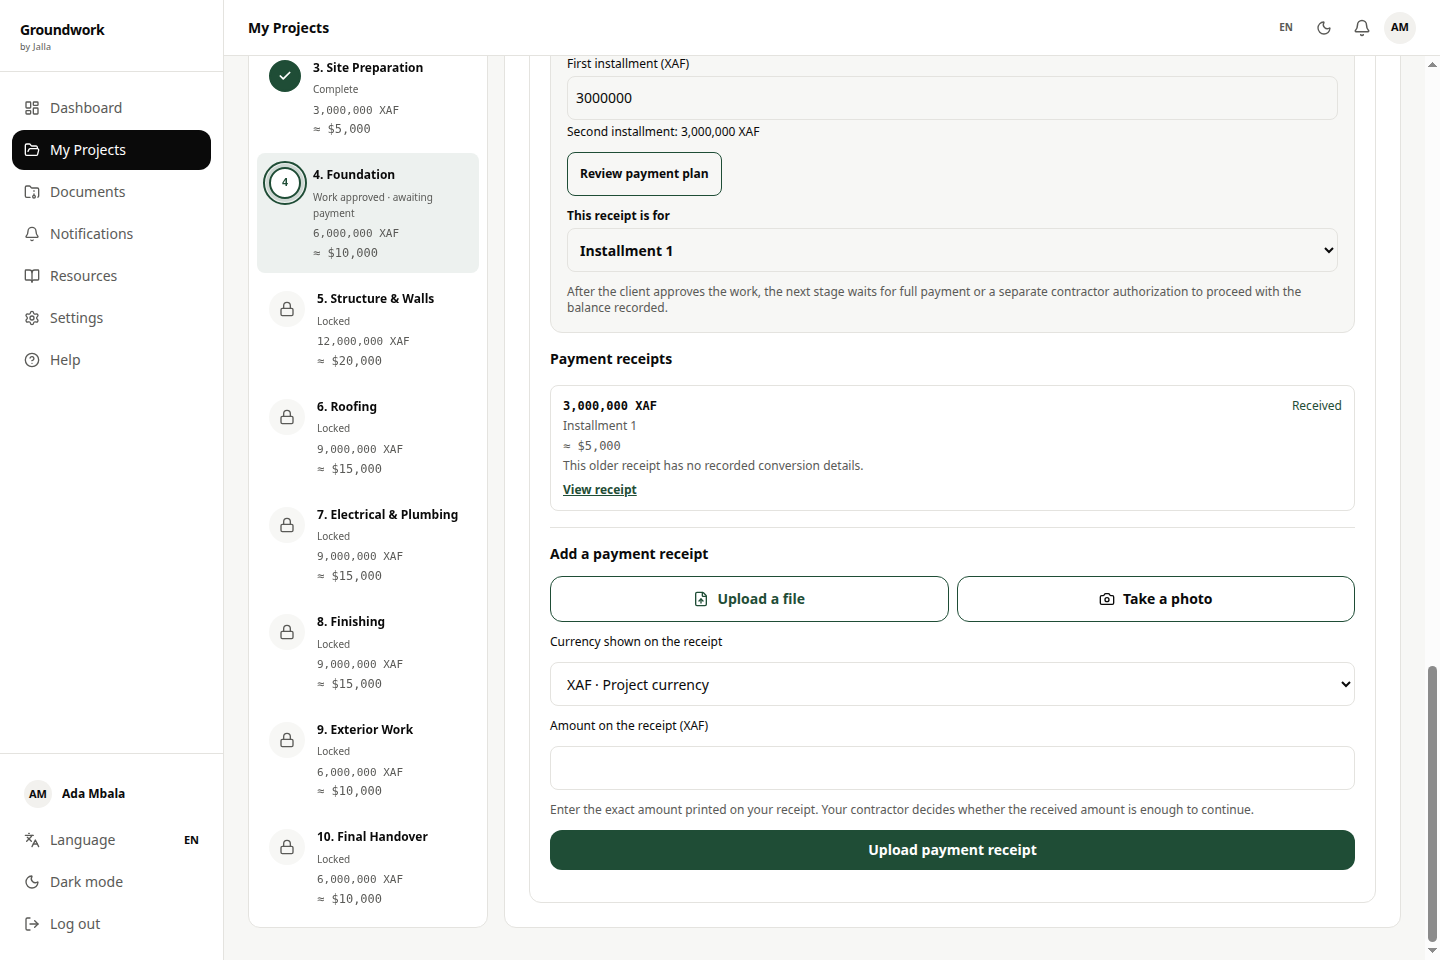 Groundwork
by Jalla
Dashboard
My Projects
Documents
Notifications
Resources
Settings
Help
AM
Ada Mbala
Language
EN
Dark mode
Log out
My Projects
EN
AM
3. Site Preparation
Complete
3,000,000 XAF
≈ $5,000
4
4. Foundation
Work approved · awaiting
payment
6,000,000 XAF
≈ $10,000
5. Structure & Walls
Locked
12,000,000 XAF
≈ $20,000
6. Roofing
Locked
9,000,000 XAF
≈ $15,000
7. Electrical & Plumbing
Locked
9,000,000 XAF
≈ $15,000
8. Finishing
Locked
9,000,000 XAF
≈ $15,000
9. Exterior Work
Locked
6,000,000 XAF
≈ $10,000
10. Final Handover
Locked
6,000,000 XAF
≈ $10,000
First installment (XAF)
3000000
Second installment: 3,000,000 XAF
Review payment plan
This receipt is for
Installment 1
After the client approves the work, the next stage waits for full payment or a separate contractor authorization to proceed with the
balance recorded.
Payment receipts
3,000,000 XAF
Received
Installment 1
≈ $5,000
This older receipt has no recorded conversion details.
View receipt
Add a payment receipt
Upload a file
Take a photo
Currency shown on the receipt
XAF · Project currency
Amount on the receipt (XAF)
Enter the exact amount printed on your receipt. Your contractor decides whether the received amount is enough to continue.
Upload payment receipt